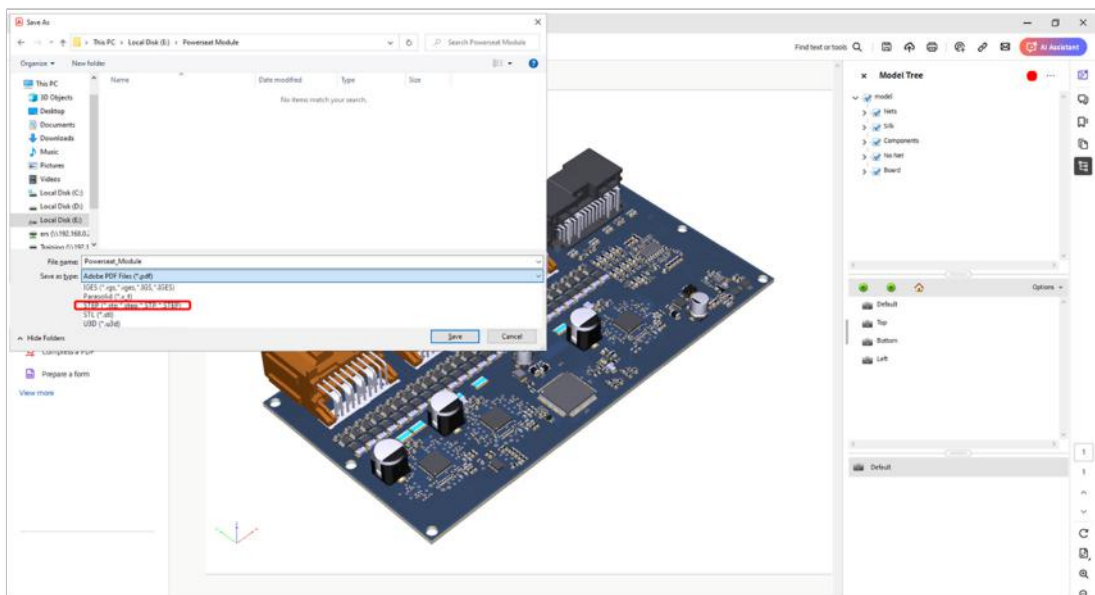 Save As
This PC > Local Disk (E:) > Powerseat Module
Search Powerseat Module
Organize
New folder
Name Date modified Type Size
No items match your search.
This PC
3D Objects
Desktop
Documents
Downloads
Music
Pictures
Videos
Local Disk (C:)
Local Disk (D:)
Local Disk (E:)
File name: Powerseat_Module
Save as type: Adobe PDF Files (*.pdf)
Parasolid (*.x_t)
STL (*.stl)
U3D (*.u3d)
Hide Folders
Save
Cancel
Compress a PDF
Prepare a form
View more
Find text or tools
AI Assistant
Model Tree
model
Nets
Silk
Components
No Net
Board
Options
Default
Top
Bottom
Left
Default
1
1